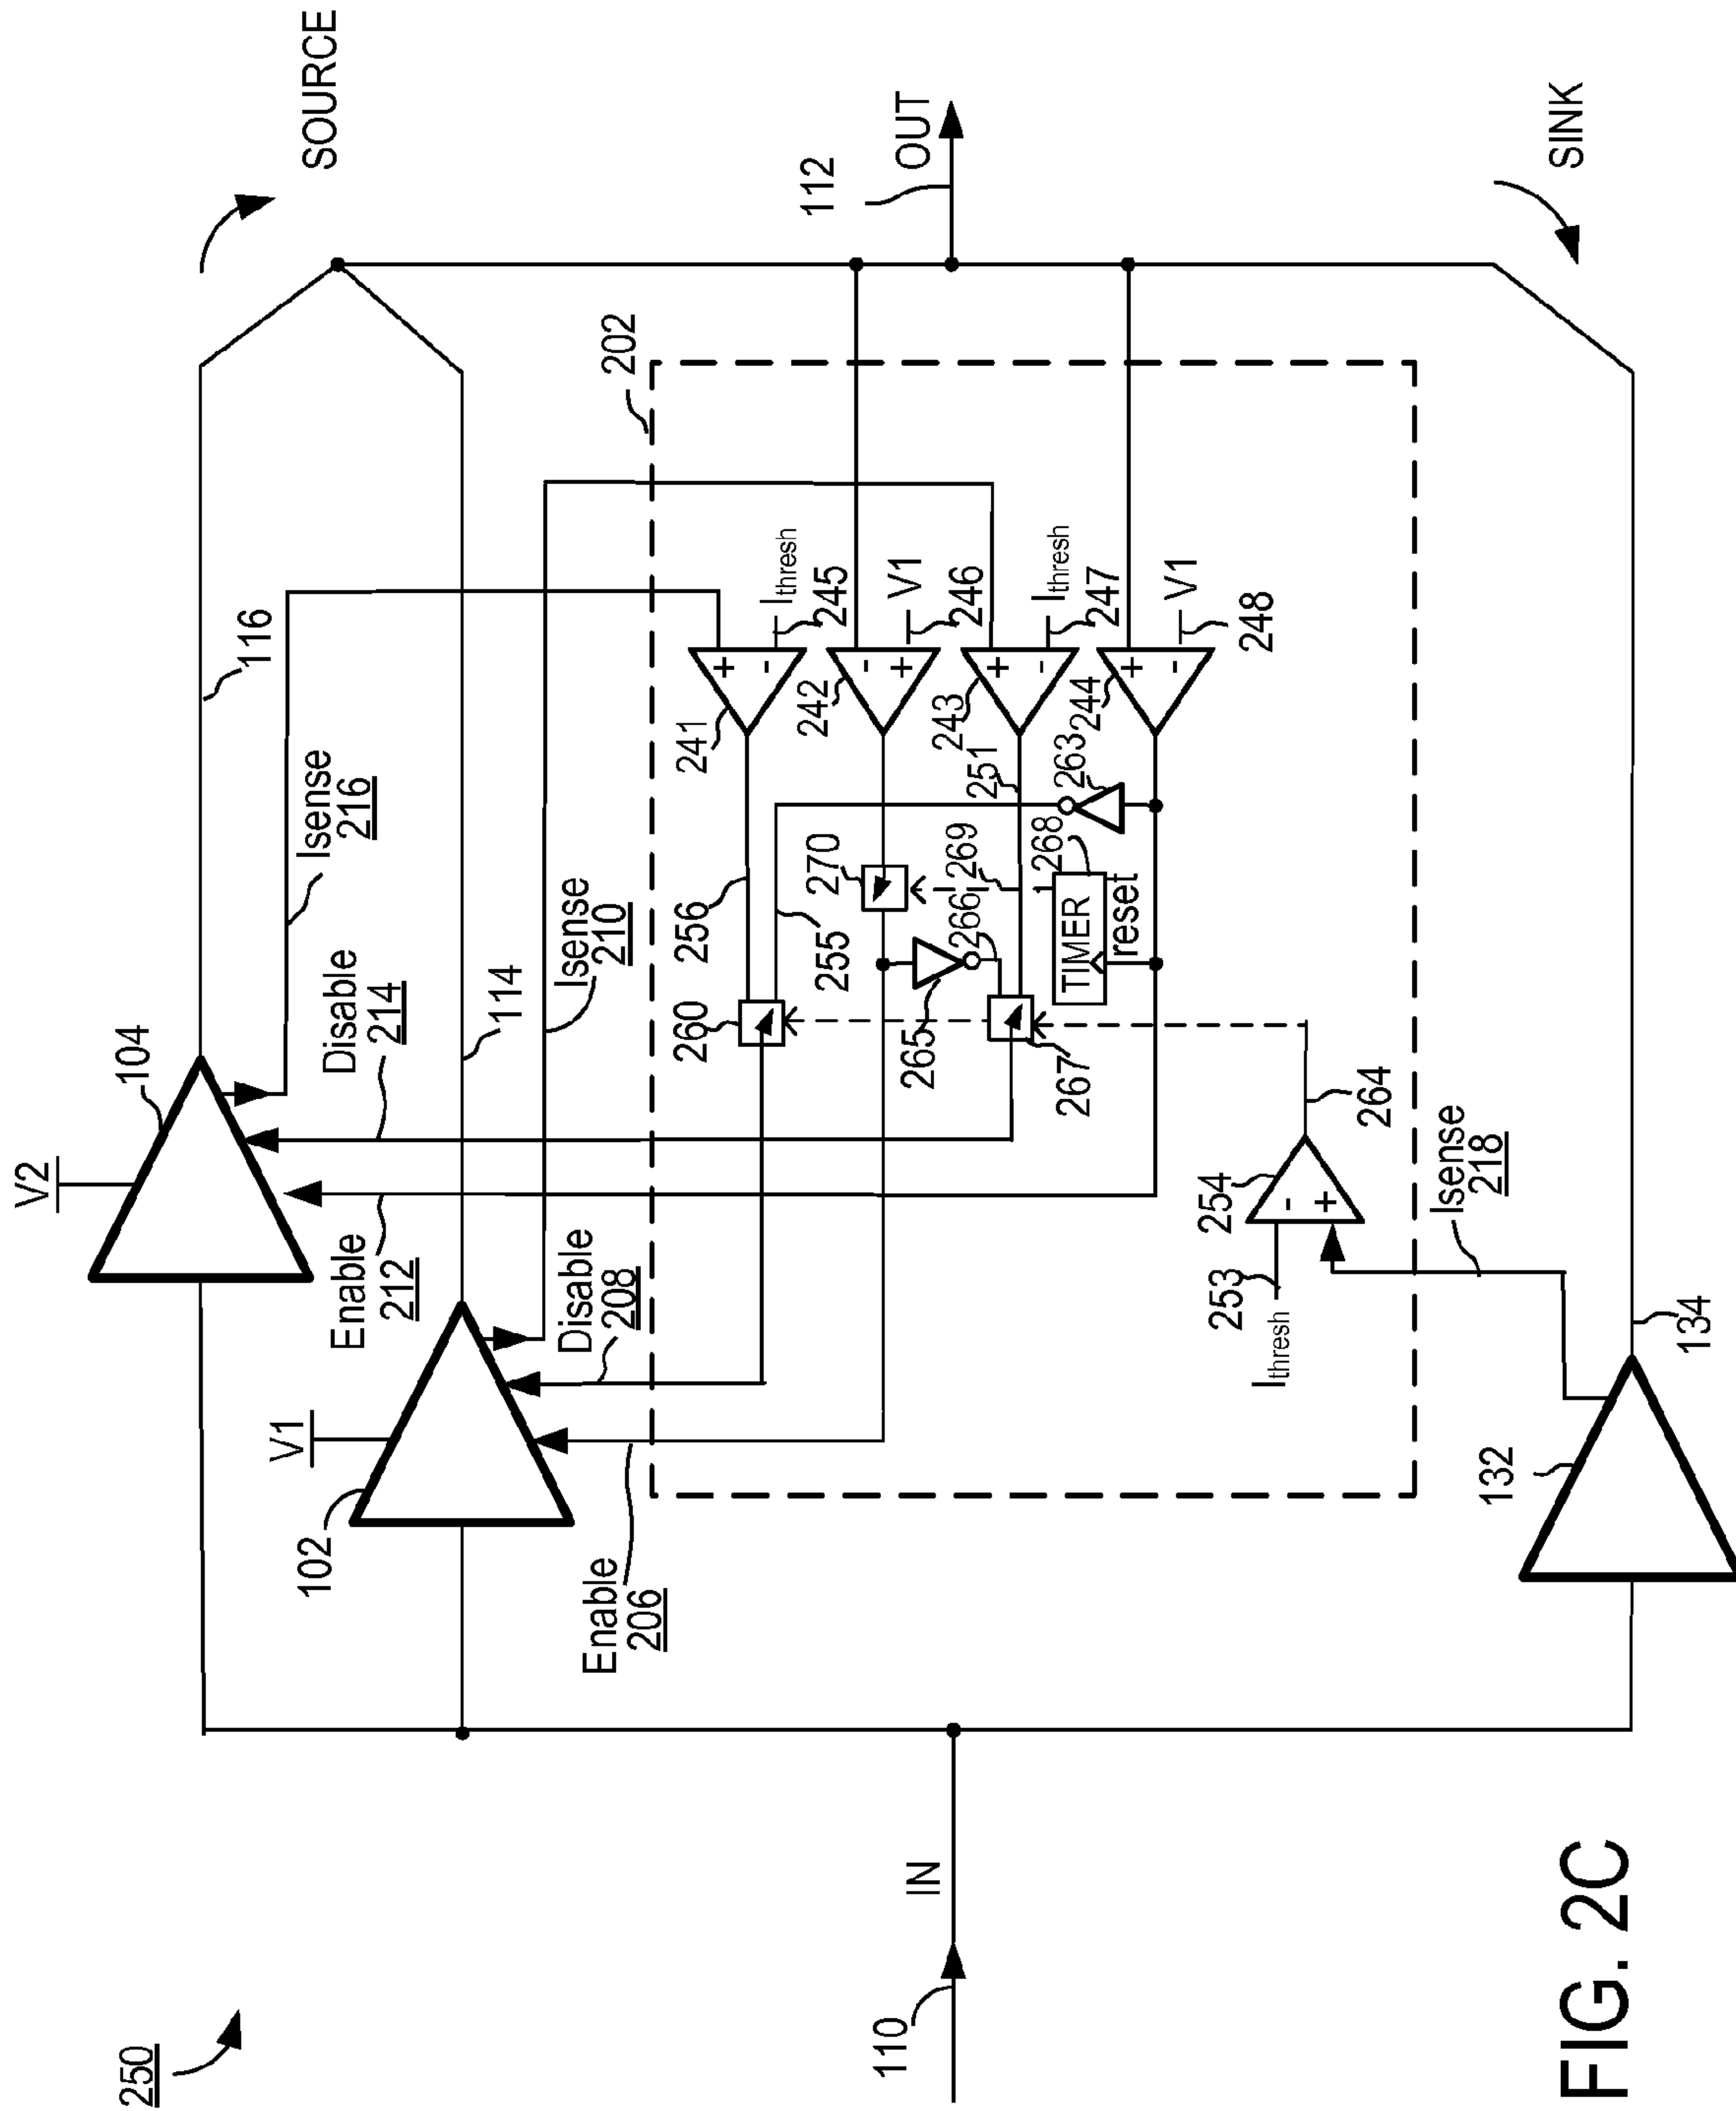 250
SOURCE
V2
104
116
Isense
216
Disable
214
Enable
212
V1
102
114
Isense
210
Disable
208
Enable
206
202
112
OUT
IN
110
256
260
255
270
241
242
243
244
+
-
-
+
+
-
+
-
Ithresh
245
V1
246
Ithresh
247
V1
248
251
263
265
266
269
268
267
TIMER
reset
264
254
-
+
253
Ithresh
Isense
218
132
134
SINK
FIG. 2C